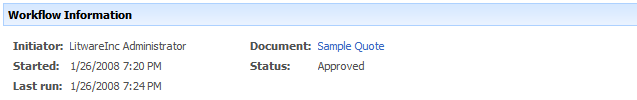 Workflow Information
Initiator: LitwareInc Administrator Document: Sample Quote
Started: 1/26/2008 7:20 PM Status: Approved
Last run: 1/26/2008 7:24 PM